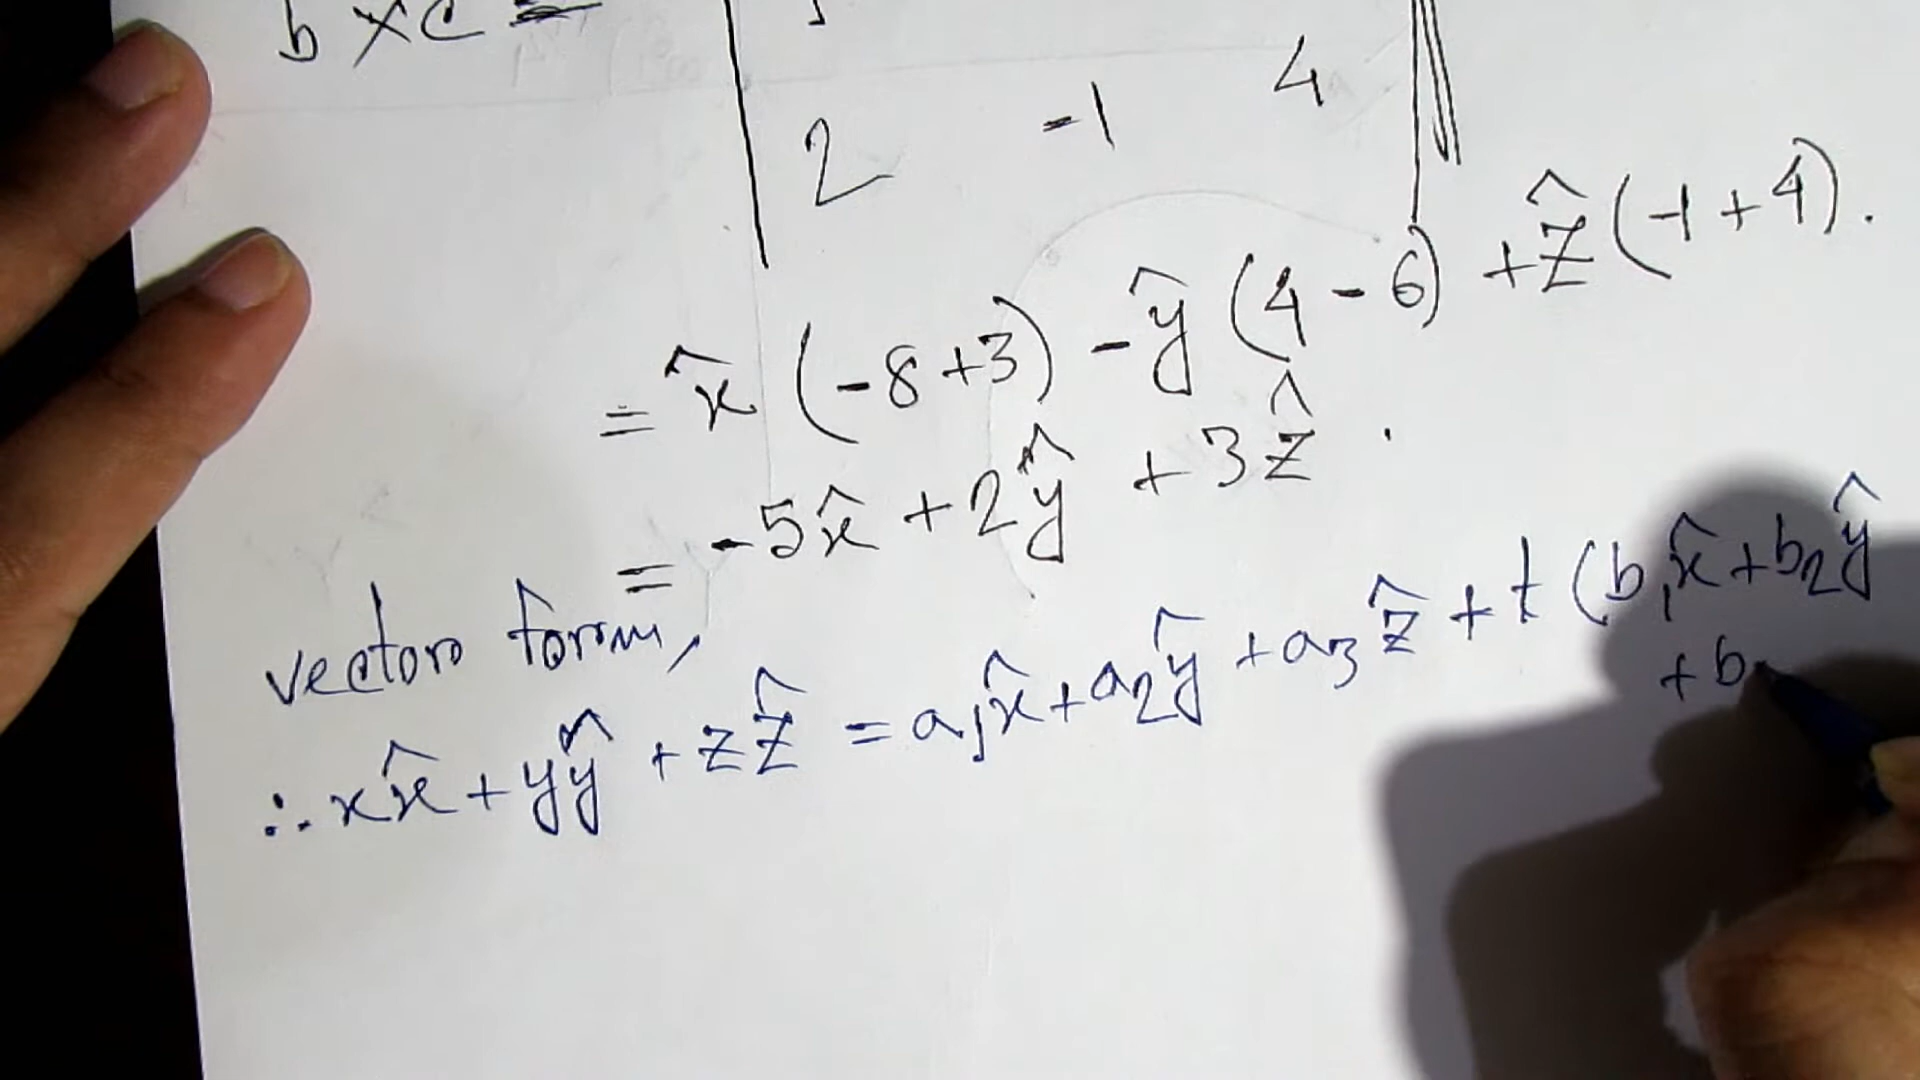 b × c =
2 -1 4
= x̂ (-8+3) - ŷ (4 - 6) + ẑ (-1 + 4).
= -5x̂ + 2ŷ + 3ẑ .
vector form,
∴ xx̂ + yŷ + zẑ = a₁x̂ + a₂ŷ + a₃ẑ + t (b₁x̂ + b₂ŷ
+ b